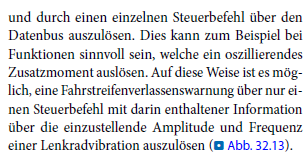 und durch einen einzelnen Steuerbefehl über den
Datenbus auszulösen. Dies kann zum Beispiel bei
Funktionen sinnvoll sein, welche ein oszillierendes
Zusatzmoment auslösen. Auf diese Weise ist es mög-
lich, eine Fahrstreifenverlassenswarnung über nur ei-
nen Steuerbefehl mit darin enthaltener Information
über die einzustellende Amplitude und Frequenz
einer Lenkradvibration auszulösen (Abb. 32.13).